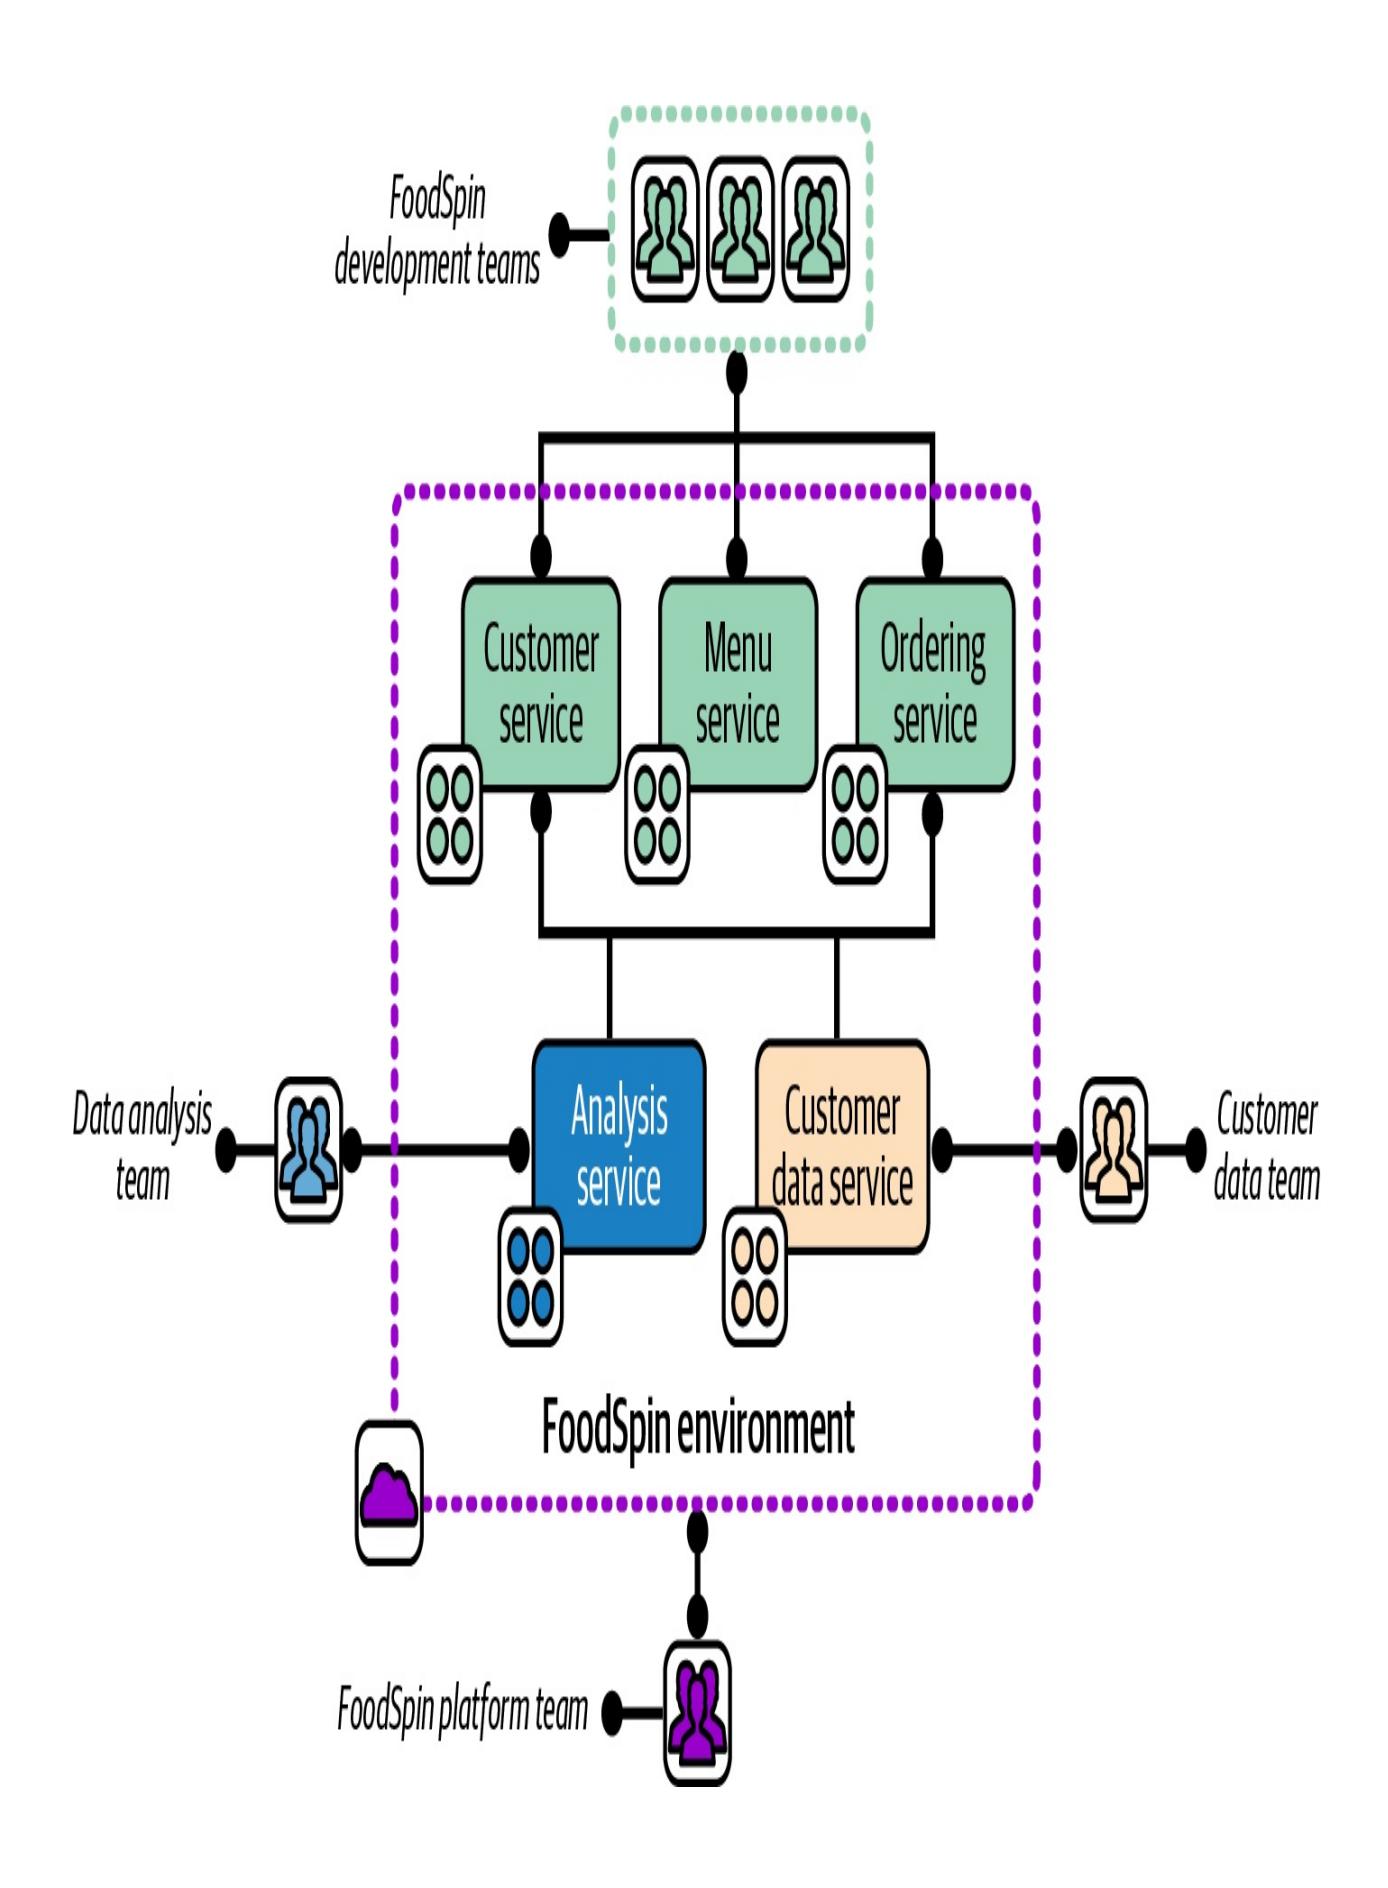 FoodSpin
development teams
Customer
service
Menu
service
Ordering
service
Data analysis
team
Analysis
service
Customer
data service
Customer
data team
FoodSpin environment
FoodSpin platform team